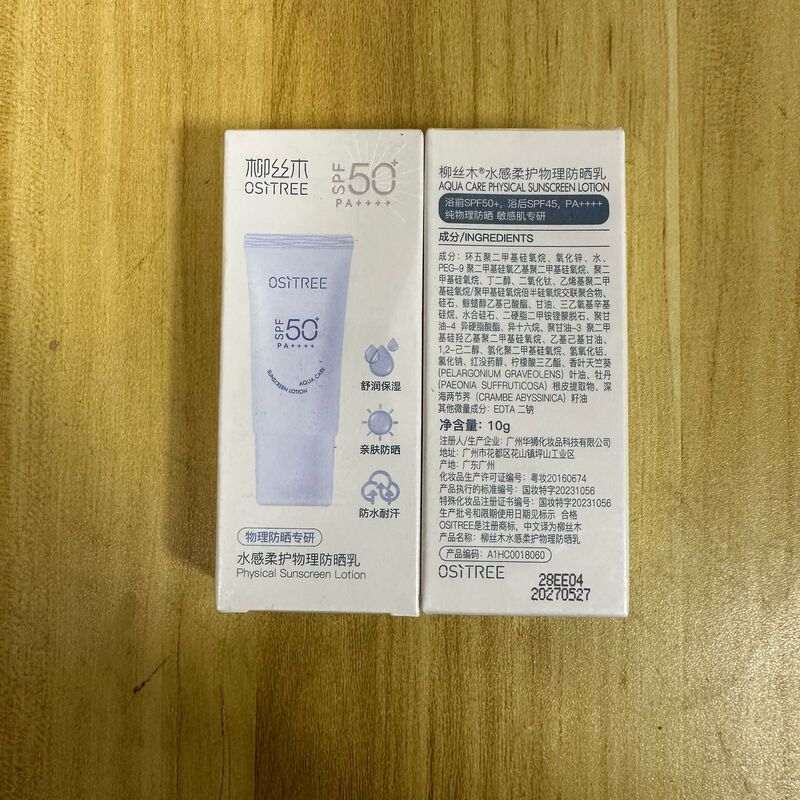 柳丝木
OSìTREE
SPF 50+
PA++++
OSìTREE
SPF 50+
PA++++
AQUA CARE
SUNSCREEN LOTION
舒润保湿
亲肤防晒
防水耐汗
物理防晒专研
水感柔护物理防晒乳
Physical Sunscreen Lotion
柳丝木®水感柔护物理防晒乳
AQUA CARE PHYSICAL SUNSCREEN LOTION
浴前SPF50+, 浴后SPF45, PA++++
纯物理防晒 敏感肌专研
成分/INGREDIENTS
成分：环五聚二甲基硅氧烷、氧化锌、水、
PEG-9 聚二甲基硅氧乙基聚二甲基硅氧烷、聚二
甲基硅氧烷、丁二醇、二氧化钛、乙烯基聚二甲
基硅氧烷/聚甲基硅氧烷倍半硅氧烷交联聚合物、
硅石、鲸蜡醇乙基己酸酯、甘油、三乙氧基辛基
硅烷、水合硅石、二硬脂二甲铵锂蒙脱石、聚甘
油-4 异硬脂酸酯、异十六烷、聚甘油-3 聚二甲
基硅羟乙基聚二甲基硅氧烷、乙基己基甘油、
1,2-己二醇、氢化聚二甲基硅氧烷、氢氧化铝、
氯化钠、红没药醇、柠檬酸三乙酯、香叶天竺葵
(PELARGONIUM GRAVEOLENS) 叶油、牡丹
(PAEONIA SUFFRUTICOSA) 根皮提取物、深
海两节荠 (CRAMBE ABYSSINICA) 籽油
其他微量成分：EDTA 二钠
净含量：10g
注册人/生产企业：广州华狮化妆品科技有限公司
地址：广州市花都区花山镇坪山工业区
产地：广东广州
化妆品生产许可证编号：粤妆20160674
产品执行的标准编号：国妆特字20231056
特殊化妆品注册证书编号：国妆特字20231056
生产批号和限期使用日期见标示 合格
OSITREE是注册商标，中文译为柳丝木
产品名称：柳丝木水感柔护物理防晒乳
产品编码：A1HC0018060
OSìTREE
28EE04
20270527